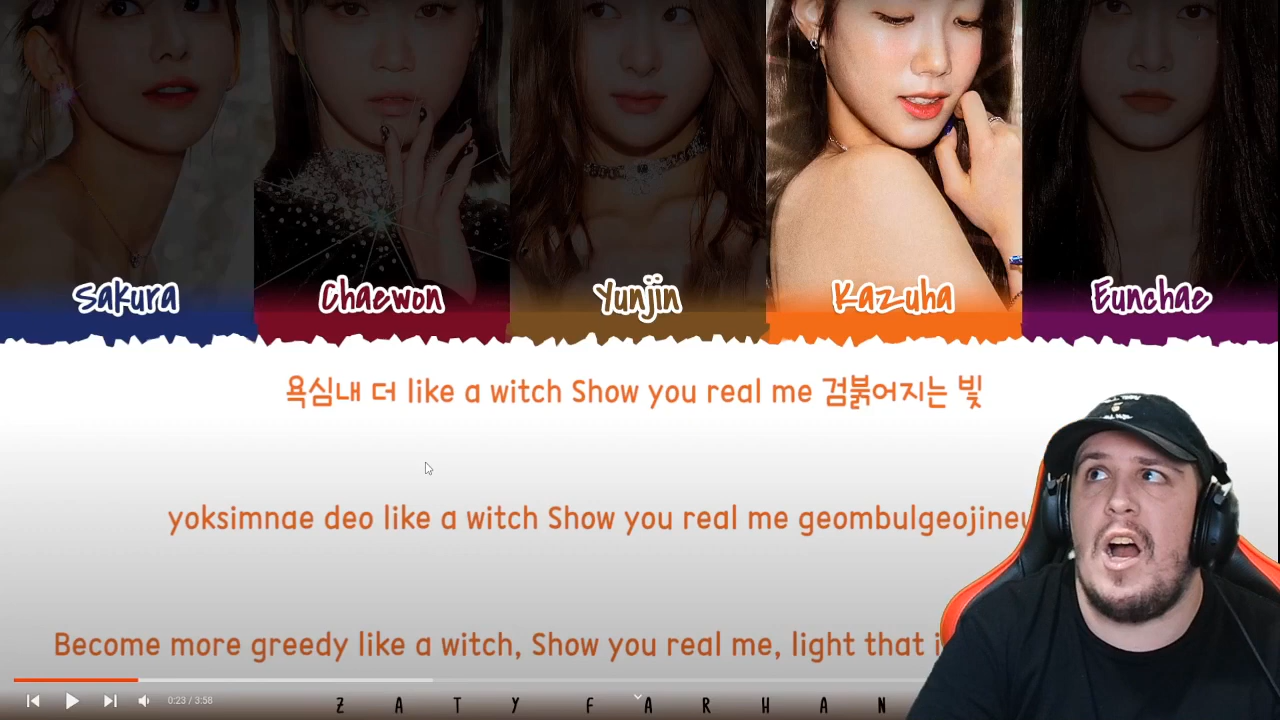 Sakura Chaewon Yunjin Kazuha Eunchae
욕심내 더 like a witch Show you real me 검붉어지는 빛
yoksimnae deo like a witch Show you real me
Become more greedy like a witch, Show you real me, light that
0:23 / 3:58
ZATY FARHAN